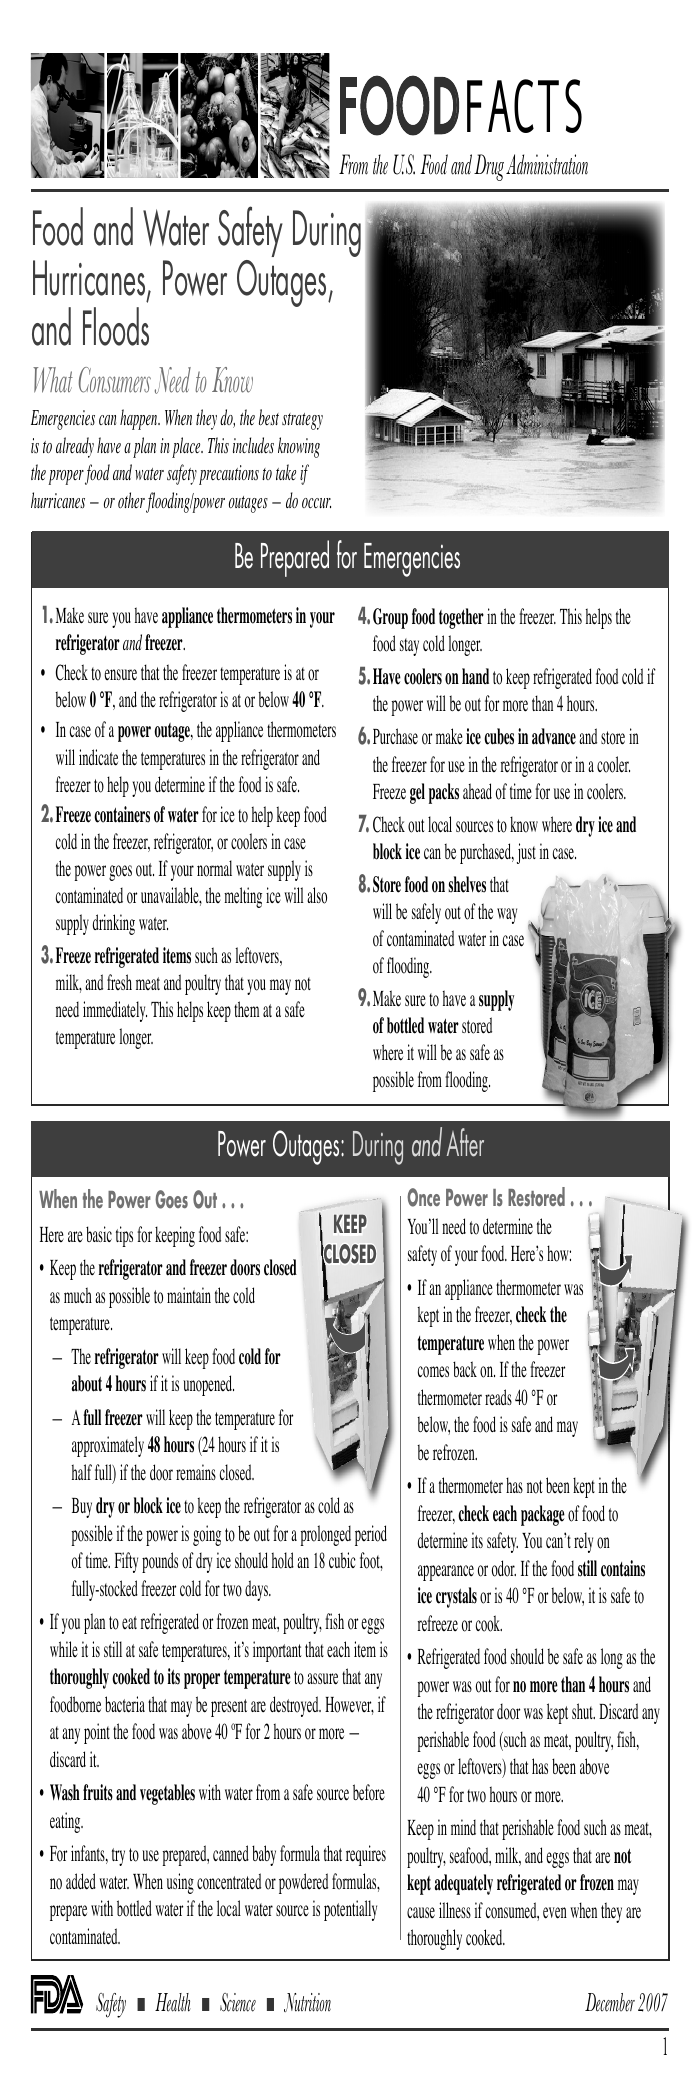 FOODFACTS
From the U.S. Food and Drug Administration
Food and Water Safety During
Hurricanes, Power Outages,
and Floods
What Consumers Need to Know
Emergencies can happen. When they do, the best strategy
is to already have a plan in place. This includes knowing
the proper food and water safety precautions to take if
hurricanes – or other flooding/power outages – do occur.
Be Prepared for Emergencies
1. Make sure you have appliance thermometers in your
refrigerator and freezer.
• Check to ensure that the freezer temperature is at or
below 0 °F, and the refrigerator is at or below 40 °F.
• In case of a power outage, the appliance thermometers
will indicate the temperatures in the refrigerator and
freezer to help you determine if the food is safe.
2. Freeze containers of water for ice to help keep food
cold in the freezer, refrigerator, or coolers in case
the power goes out. If your normal water supply is
contaminated or unavailable, the melting ice will also
supply drinking water.
3. Freeze refrigerated items such as leftovers,
milk, and fresh meat and poultry that you may not
need immediately. This helps keep them at a safe
temperature longer.
4. Group food together in the freezer. This helps the
food stay cold longer.
5. Have coolers on hand to keep refrigerated food cold if
the power will be out for more than 4 hours.
6. Purchase or make ice cubes in advance and store in
the freezer for use in the refrigerator or in a cooler.
Freeze gel packs ahead of time for use in coolers.
7. Check out local sources to know where dry ice and
block ice can be purchased, just in case.
8. Store food on shelves that
will be safely out of the way
of contaminated water in case
of flooding.
9. Make sure to have a supply
of bottled water stored
where it will be as safe as
possible from flooding.
ICE
Power Outages: During and After
When the Power Goes Out . . .
Here are basic tips for keeping food safe:
• Keep the refrigerator and freezer doors closed
as much as possible to maintain the cold
temperature.
– The refrigerator will keep food cold for
about 4 hours if it is unopened.
– A full freezer will keep the temperature for
approximately 48 hours (24 hours if it is
half full) if the door remains closed.
– Buy dry or block ice to keep the refrigerator as cold as
possible if the power is going to be out for a prolonged period
of time. Fifty pounds of dry ice should hold an 18 cubic foot,
fully-stocked freezer cold for two days.
• If you plan to eat refrigerated or frozen meat, poultry, fish or eggs
while it is still at safe temperatures, it's important that each item is
thoroughly cooked to its proper temperature to assure that any
foodborne bacteria that may be present are destroyed. However, if
at any point the food was above 40 ºF for 2 hours or more —
discard it.
• Wash fruits and vegetables with water from a safe source before
eating.
• For infants, try to use prepared, canned baby formula that requires
no added water. When using concentrated or powdered formulas,
prepare with bottled water if the local water source is potentially
contaminated.
KEEP
CLOSED
Once Power Is Restored . . .
You'll need to determine the
safety of your food. Here's how:
• If an appliance thermometer was
kept in the freezer, check the
temperature when the power
comes back on. If the freezer
thermometer reads 40 °F or
below, the food is safe and may
be refrozen.
• If a thermometer has not been kept in the
freezer, check each package of food to
determine its safety. You can't rely on
appearance or odor. If the food still contains
ice crystals or is 40 °F or below, it is safe to
refreeze or cook.
• Refrigerated food should be safe as long as the
power was out for no more than 4 hours and
the refrigerator door was kept shut. Discard any
perishable food (such as meat, poultry, fish,
eggs or leftovers) that has been above
40 °F for two hours or more.
Keep in mind that perishable food such as meat,
poultry, seafood, milk, and eggs that are not
kept adequately refrigerated or frozen may
cause illness if consumed, even when they are
thoroughly cooked.
FDA Safety ■ Health ■ Science ■ Nutrition
December 2007
1